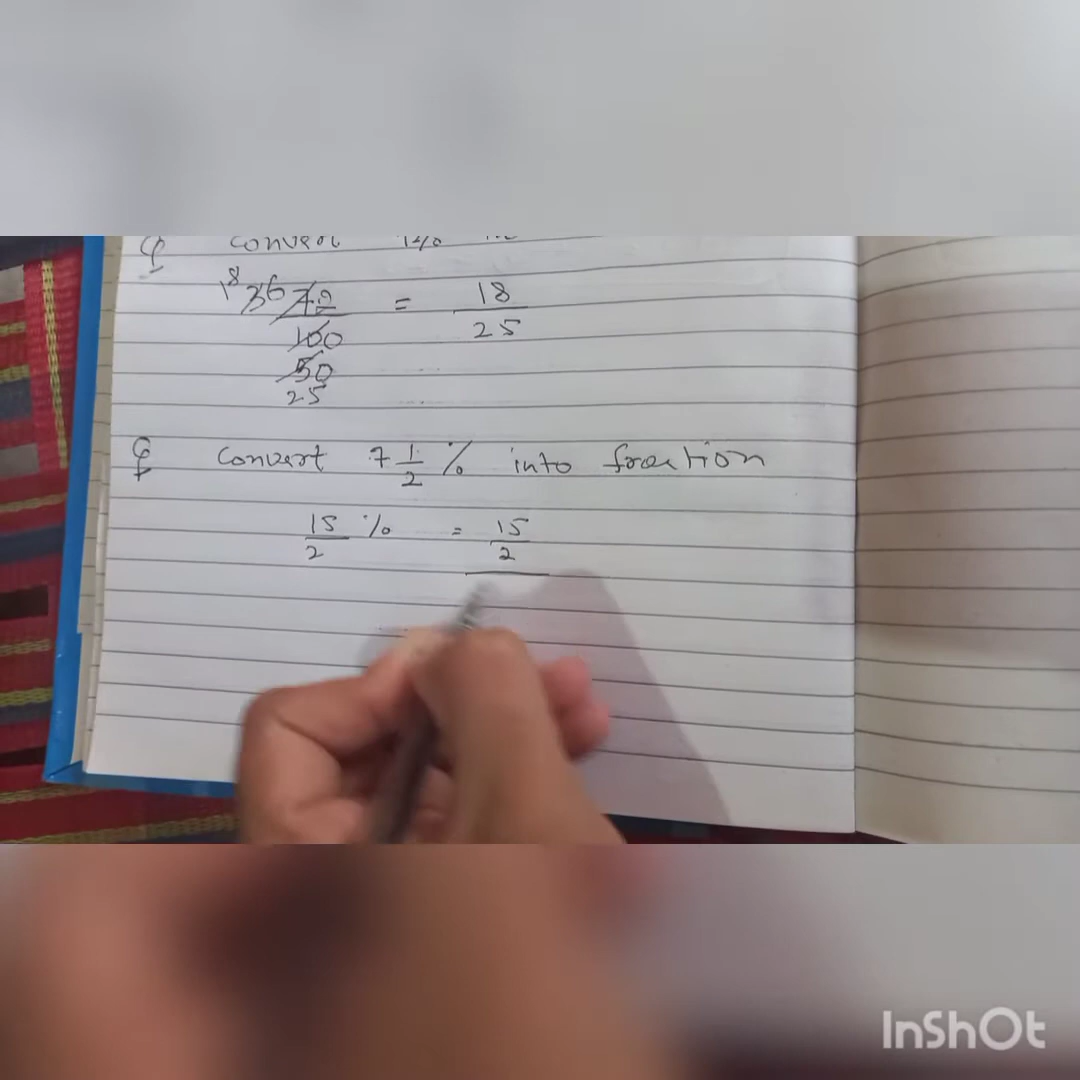 Q
18 36 72 = 18
100 25
50
25
Q Convert 7 1/2 % into fraction
15/2 % = 15/2
InShOt